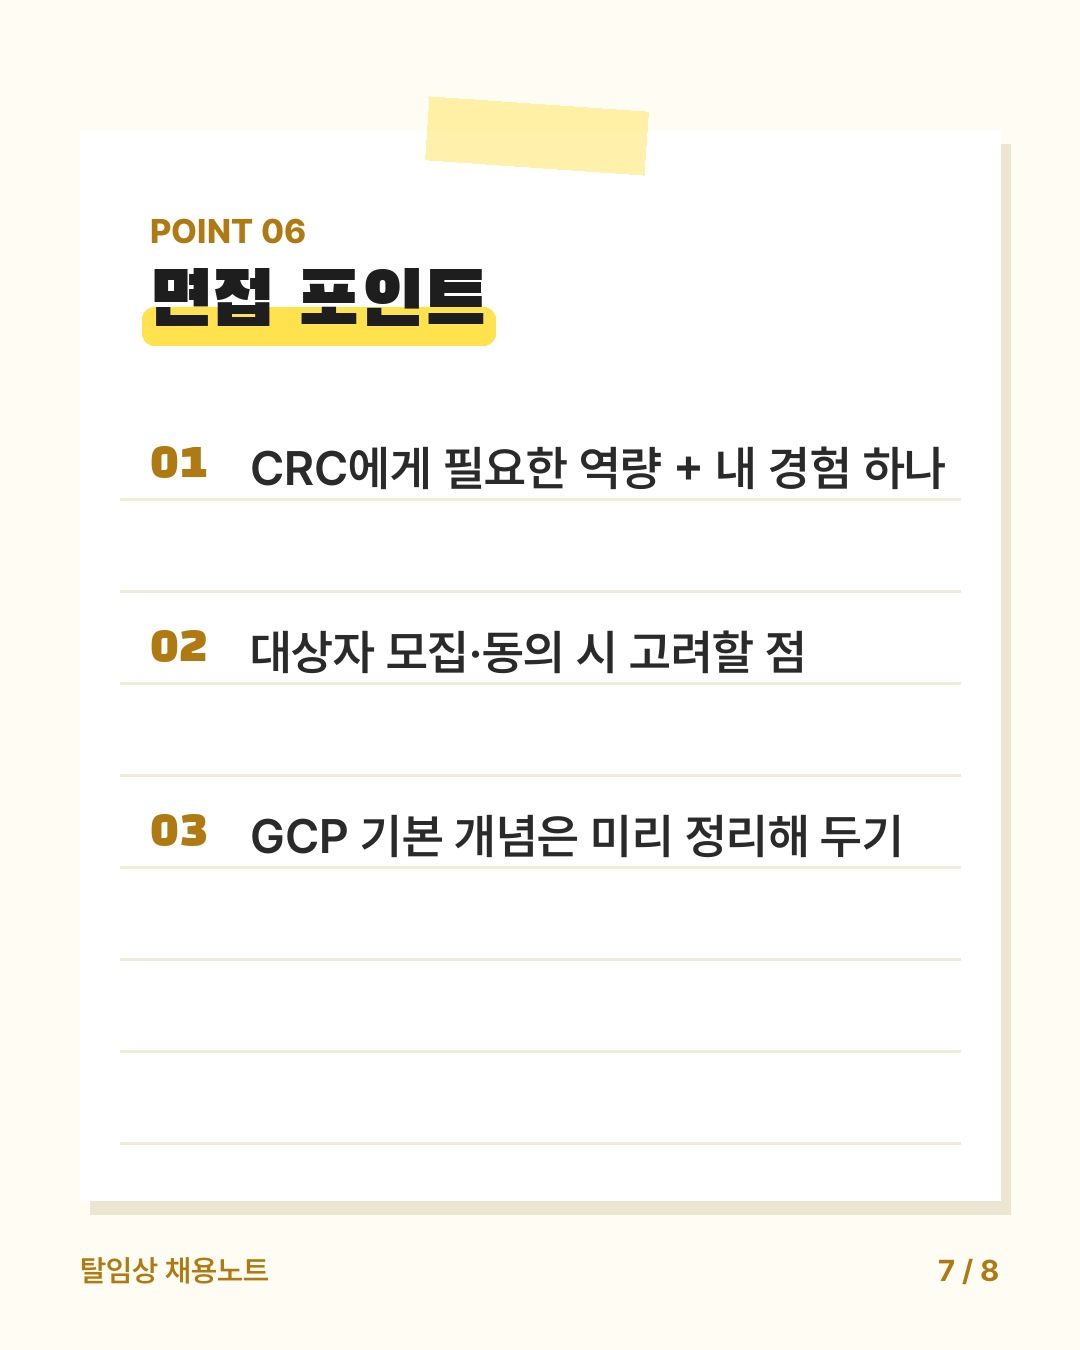 POINT 06
면접 포인트
01 CRC에게 필요한 역량 + 내 경험 하나
02 대상자 모집·동의 시 고려할 점
03 GCP 기본 개념은 미리 정리해 두기
탈임상 채용노트
7 / 8